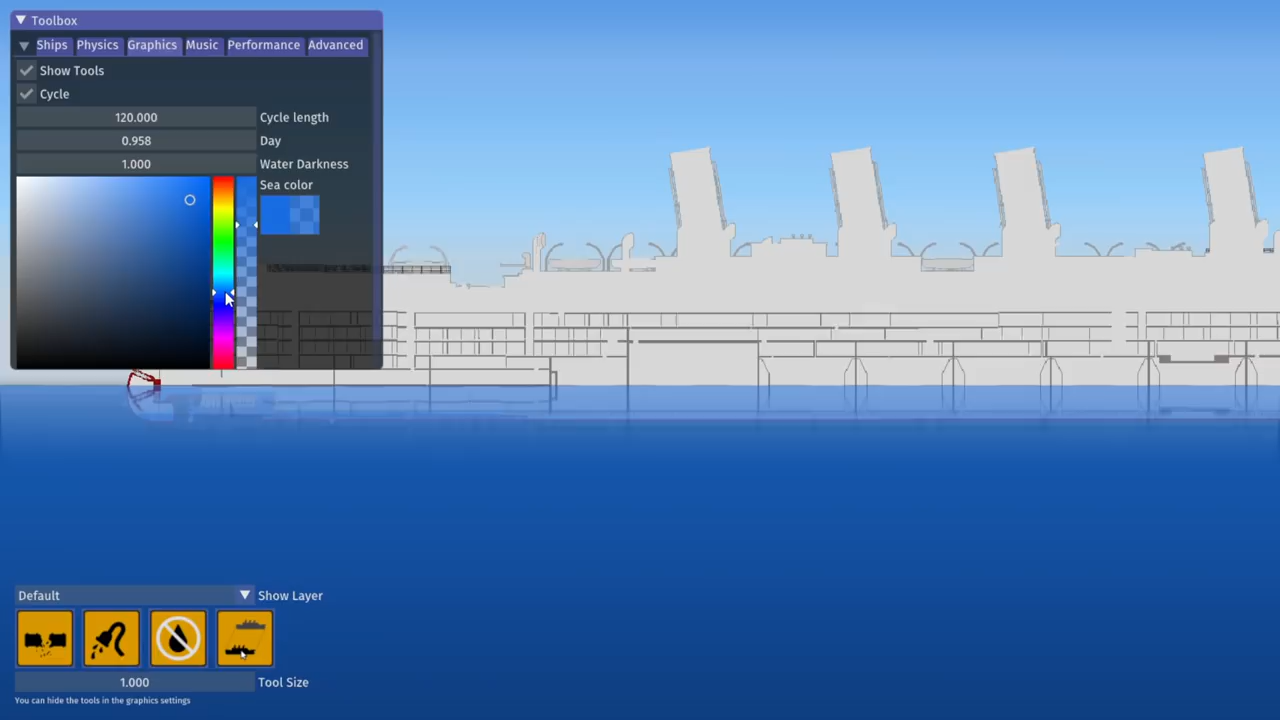 Toolbox
Ships Physics Graphics Music Performance Advanced
Show Tools
Cycle
120.000 Cycle length
0.958 Day
1.000 Water Darkness
Sea color
Default Show Layer
1.000 Tool Size
You can hide the tools in the graphics settings